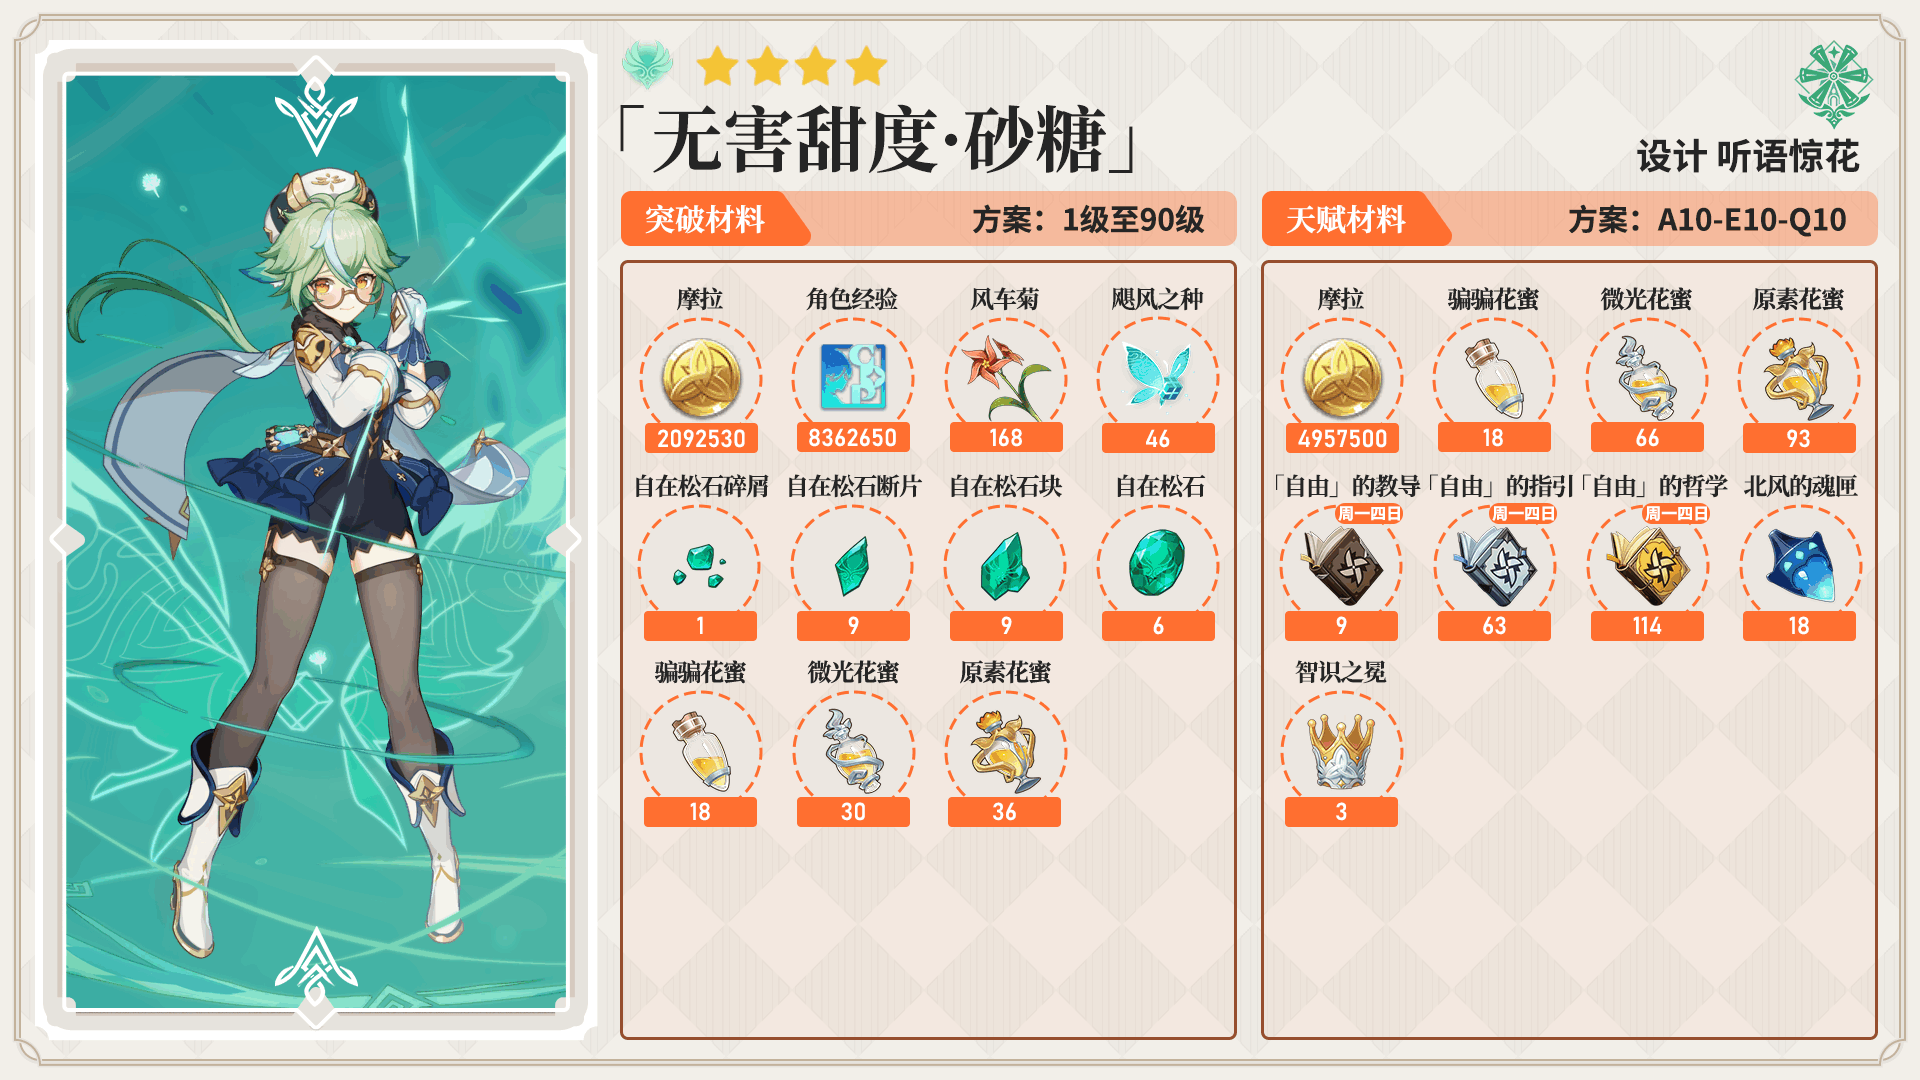 「无害甜度·砂糖」
设计 听语惊花
突破材料 方案：1级至90级
摩拉 角色经验 风车菊 飓风之种
2092530 8362650 168 46
自在松石碎屑 自在松石断片 自在松石块 自在松石
1 9 9 6
骗骗花蜜 微光花蜜 原素花蜜
18 30 36
天赋材料 方案：A10-E10-Q10
摩拉 骗骗花蜜 微光花蜜 原素花蜜
4957500 18 66 93
「自由」的教导 「自由」的指引 「自由」的哲学 北风的魂匣
周一四日 周一四日 周一四日
9 63 114 18
智识之冕
3